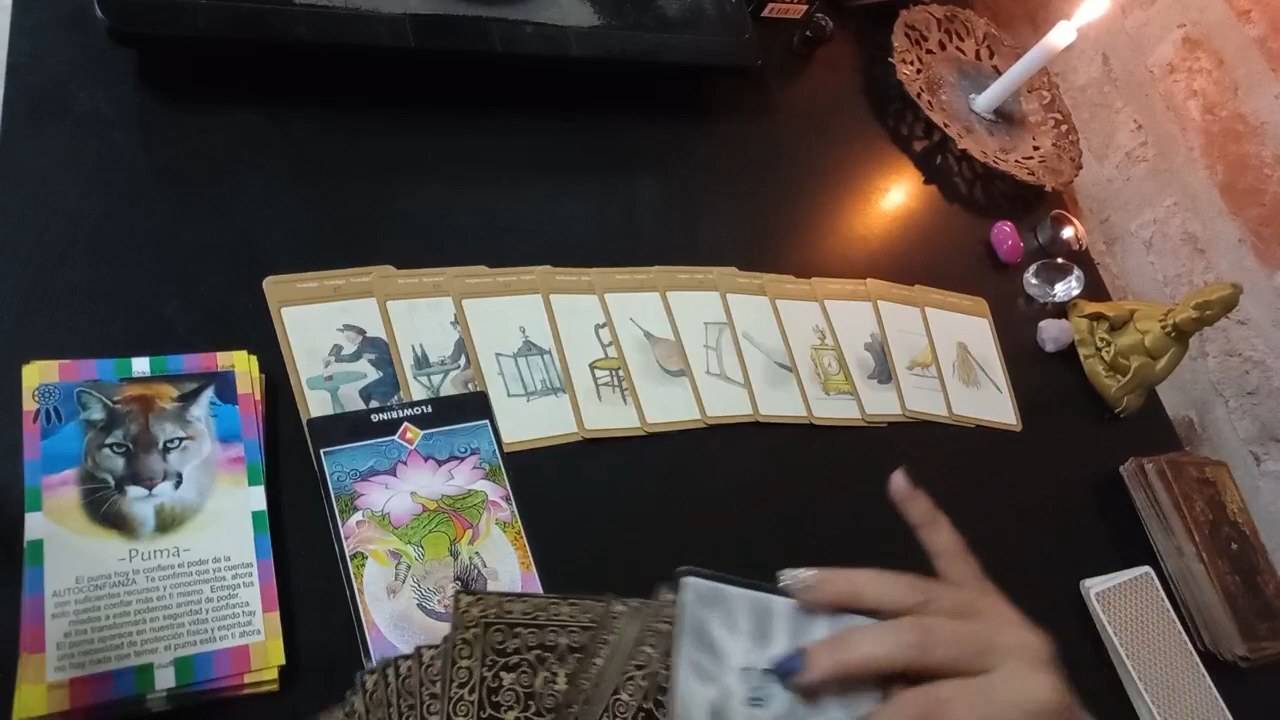 -Puma-
El puma hoy te confiere el poder de la
AUTOCONFIANZA. Te confirma que ya cuentas
con suficientes recursos y conocimientos, ahora
solo queda confiar más en ti mismo. Entrega tus
miedos a este poderoso animal de poder,
el los transformará en seguridad y confianza.
El puma aparece en nuestras vidas cuando hay
una necesidad de protección física y espiritual,
no hay nada que temer, el puma está en ti ahora
FLOWERING